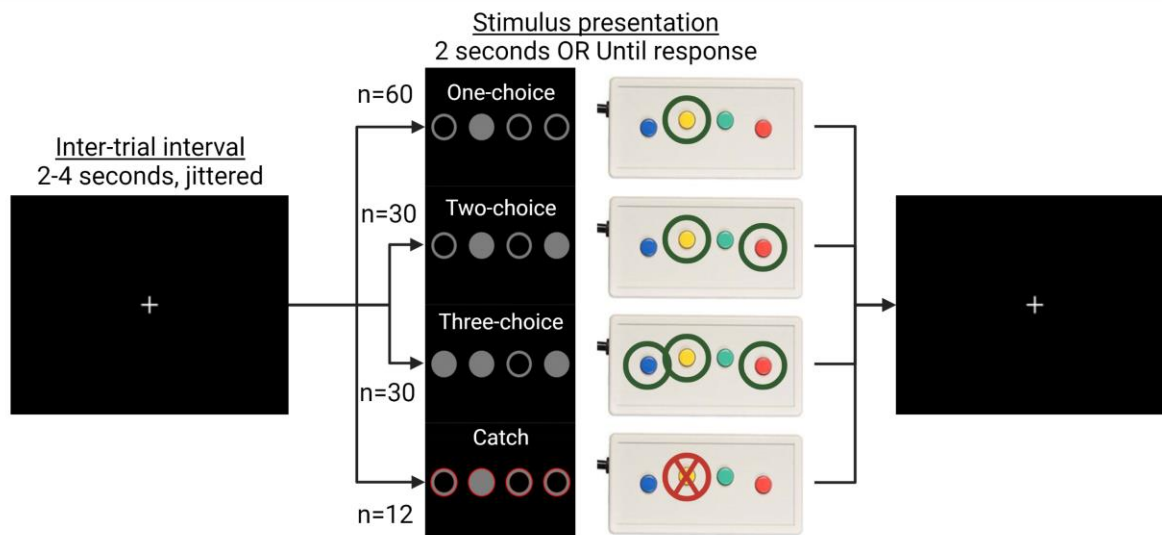 Stimulus presentation
2 seconds OR Until response
n=60
One-choice
Inter-trial interval
2-4 seconds, jittered
n=30
Two-choice
Three-choice
n=30
Catch
n=12